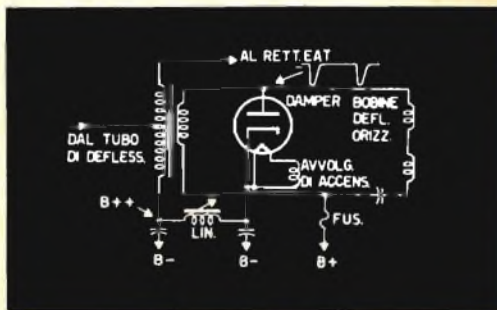 AL RETT. EAT
DAMPER
BOBINE
DEFL.
ORIZZ.
DAL TUBO
DI DEFLESS.
AVVOLG.
DI ACCENS.
B++
LIN.
FUS.
B-
B-
B+